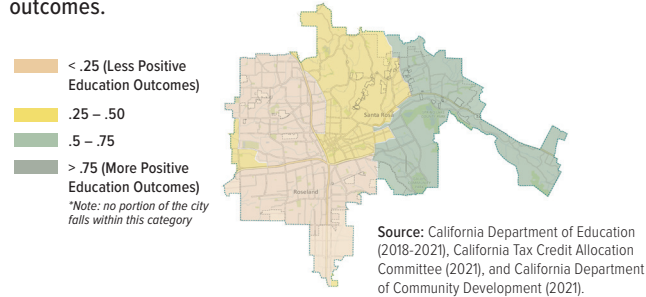 outcomes.
< .25 (Less Positive
Education Outcomes)
.25 – .50
.5 – .75
> .75 (More Positive
Education Outcomes)
*Note: no portion of the city
falls within this category
Santa Rosa
Roseland
Source: California Department of Education
(2018-2021), California Tax Credit Allocation
Committee (2021), and California Department
of Community Development (2021).